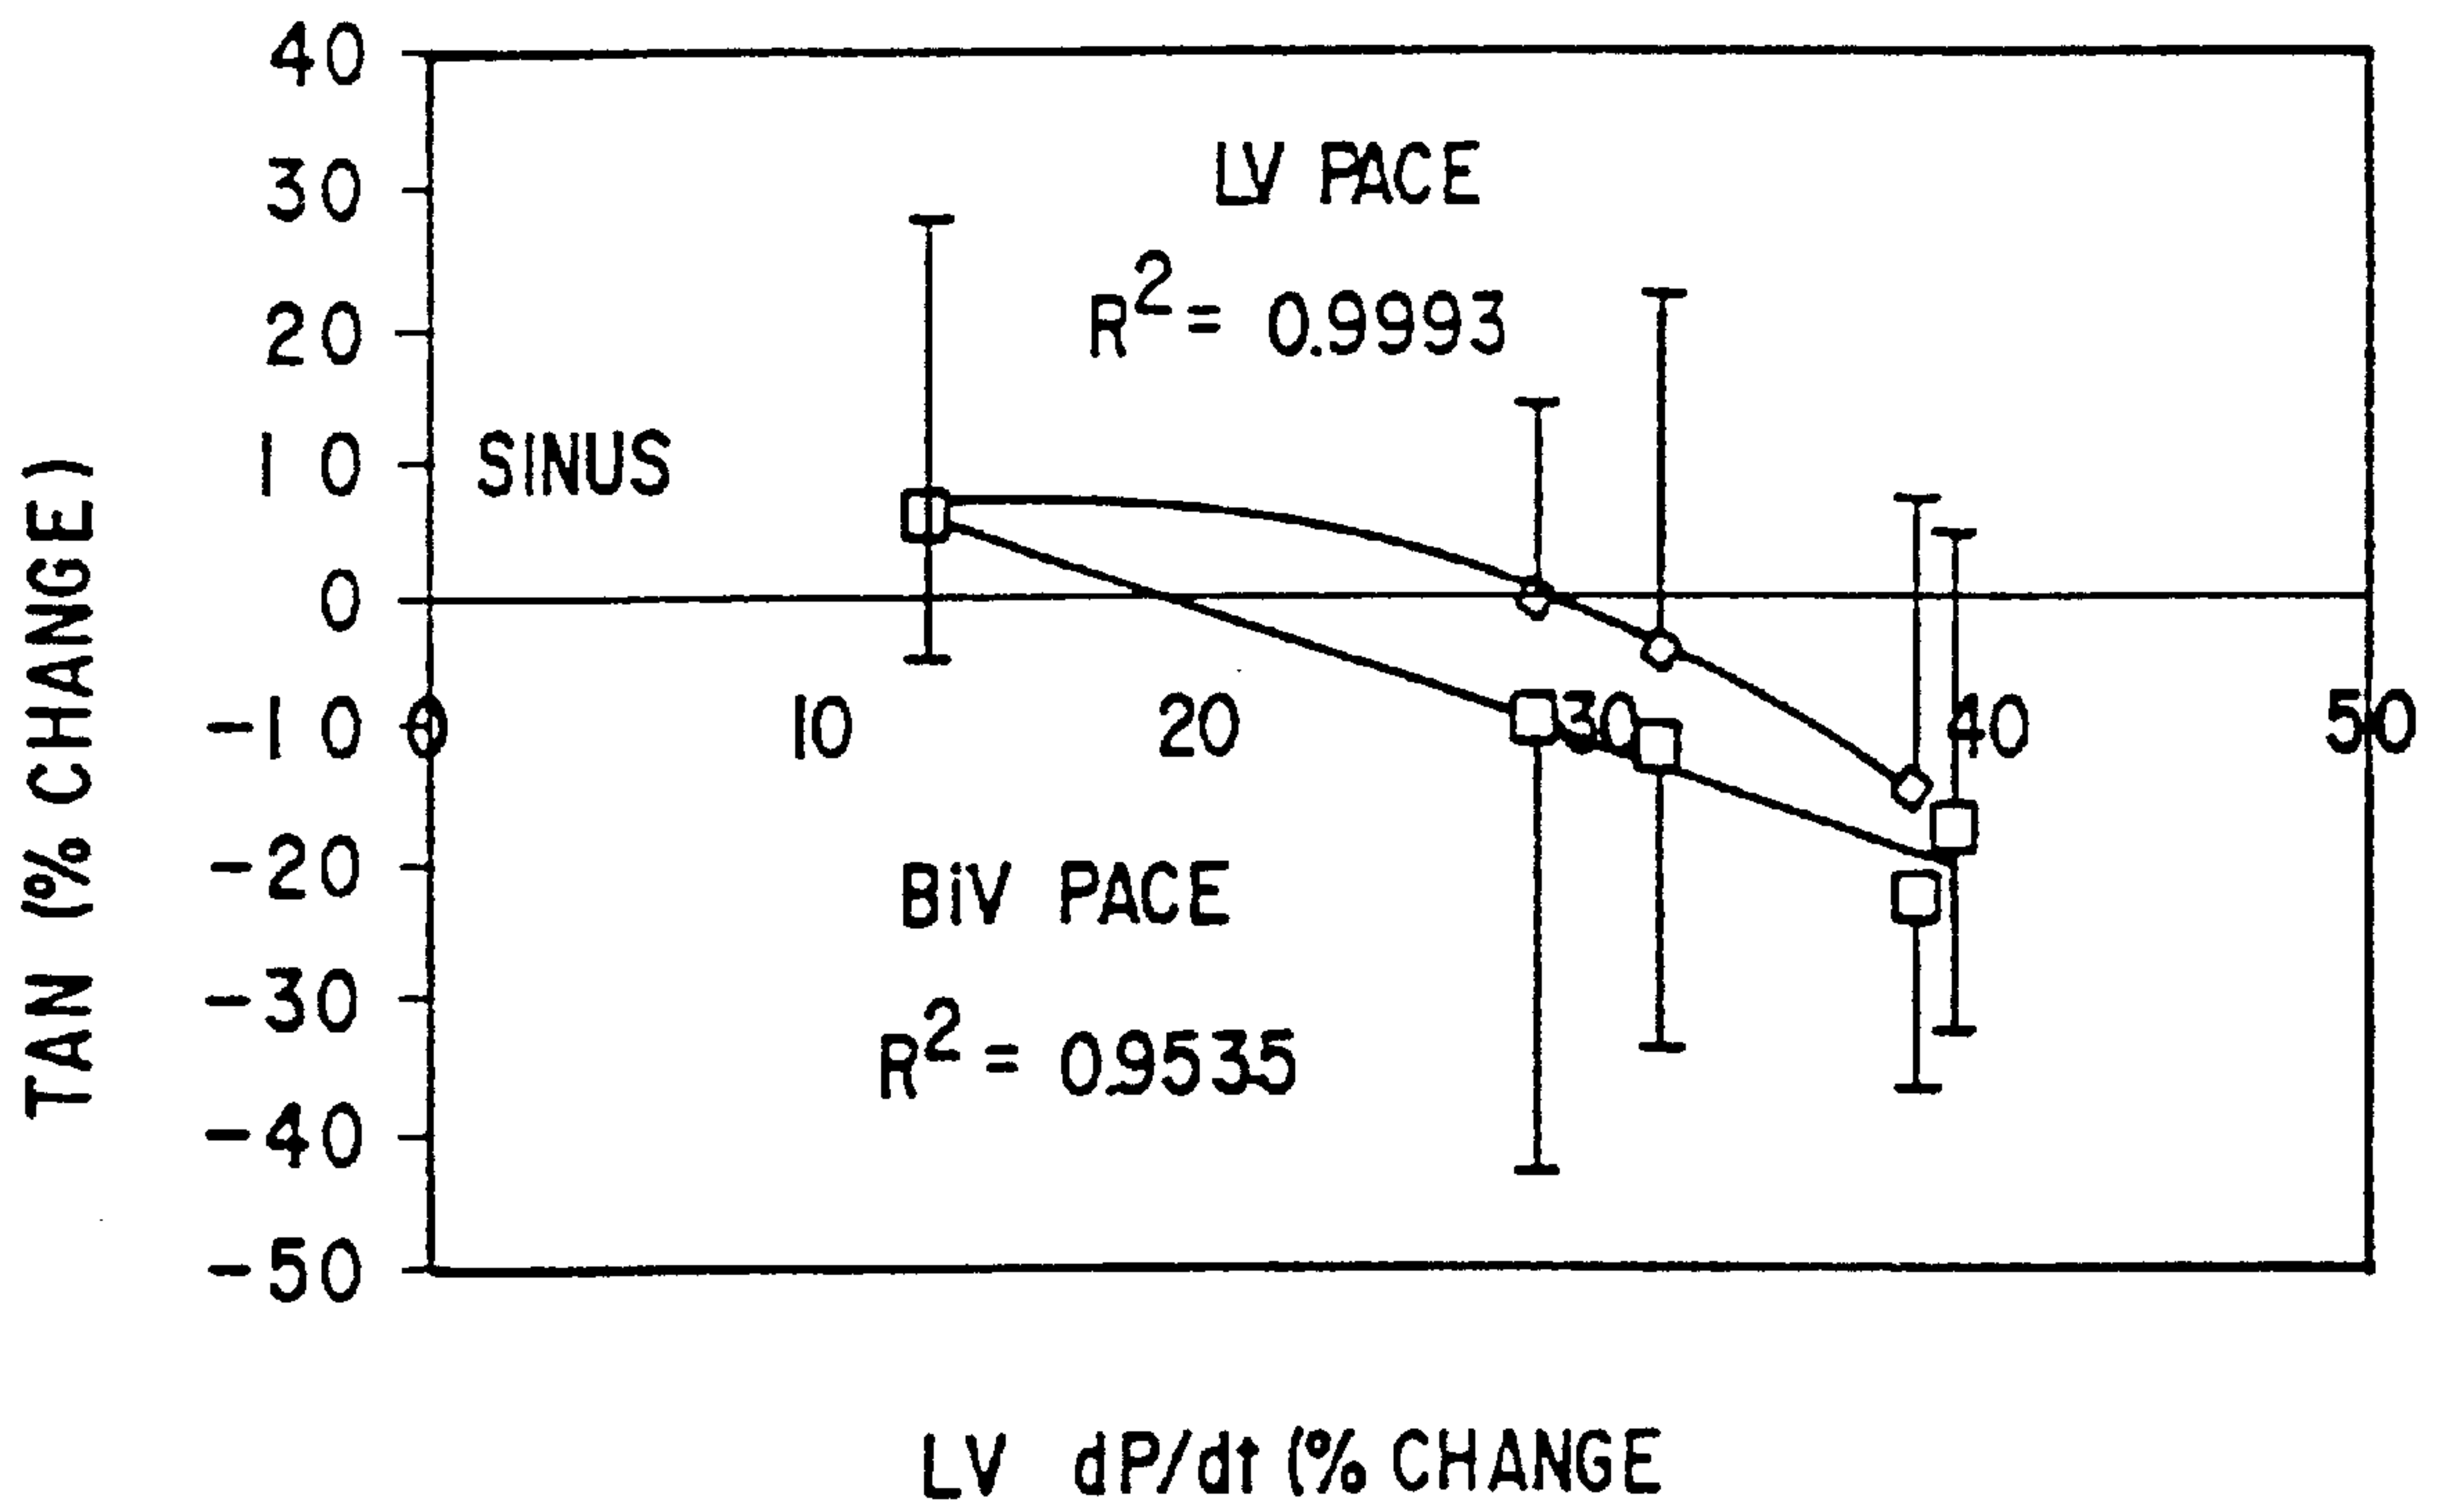 40
30
LV PACE
20
R2 = 0.9993
10
SINUS
0
-10
0
10
20
30
40
50
-20
BiV PACE
-30
R2 = 0.9535
-40
-50
TAN (% CHANGE)
LV dP/dt (% CHANGE